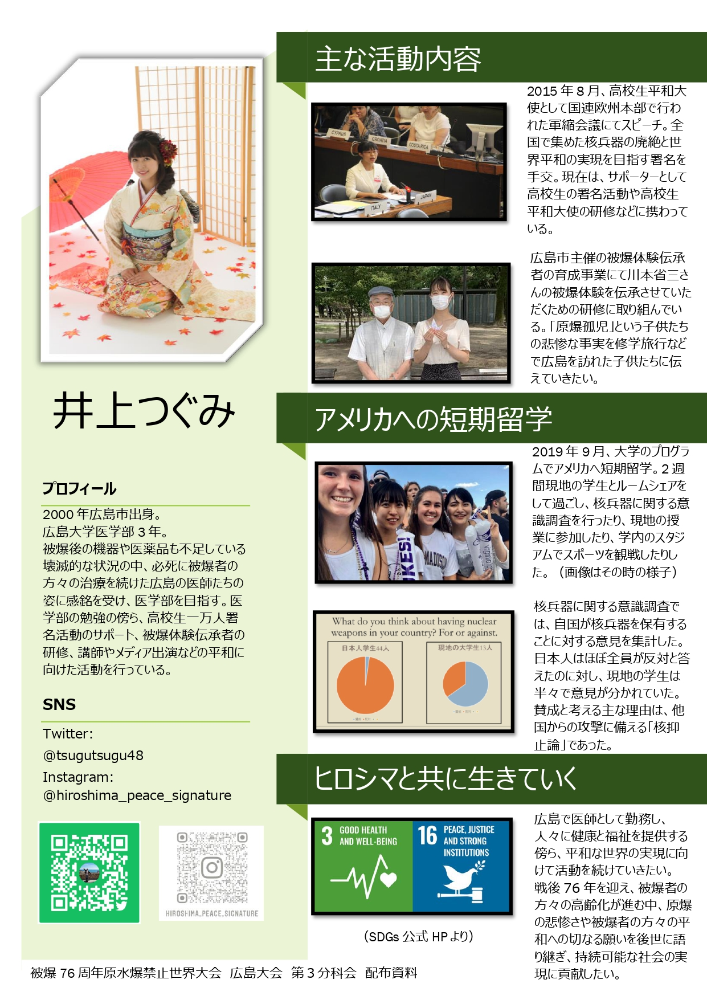 井上つぐみ
プロフィール
2000 年広島市出身。
広島大学医学部 3 年。
被爆後の機器や医薬品も不足している
壊滅的な状況の中、必死に被爆者の
方々の治療を続けた広島の医師たちの
姿に感銘を受け、医学部を目指す。医
学部の勉強の傍ら、高校生一万人署
名活動のサポート、被爆体験伝承者の
研修、講師やメディア出演などの平和に
向けた活動を行っている。
SNS
Twitter:
@tsugutsugu48
Instagram:
@hiroshima_peace_signature
HIROSHIMA_PEACE_SIGNATURE
主な活動内容
CYPRUS
CROATIA
COSTA RICA
ITALY
JAPAN
2015 年 8 月、高校生平和大
使として国連欧州本部で行わ
れた軍縮会議にてスピーチ。全
国で集めた核兵器の廃絶と世
界平和の実現を目指す署名を
手交。現在は、サポーターとして
高校生の署名活動や高校生
平和大使の研修などに携わって
いる。
広島市主催の被爆体験伝承
者の育成事業にて川本省三さ
んの被爆体験を伝承させていた
だくための研修に取り組んでい
る。「原爆孤児」という子供たち
の悲惨な事実を修学旅行など
で広島を訪れた子供たちに伝
えていきたい。
アメリカへの短期留学
UKES!
MADISON
virginia
2019 年 9 月、大学のプログラ
ムでアメリカへ短期留学。2 週
間現地の学生とルームシェアを
して過ごし、核兵器に関する意
識調査を行ったり、現地の授
業に参加したり、学内のスタジ
アムでスポーツを観戦したりし
た。（画像はその時の様子）
What do you think about having nuclear
weapons in your country? For or against.
日本人学生44人
現地の大学生13人
核兵器に関する意識調査で
は、自国が核兵器を保有する
ことに対する意見を集計した。
日本人はほぼ全員が反対と答
えたのに対し、現地の学生は
半々で意見が分かれていた。
賛成と考える主な理由は、他
国からの攻撃に備える「核抑
止論」であった。
ヒロシマと共に生きていく
3 GOOD HEALTH
AND WELL-BEING
16 PEACE, JUSTICE
AND STRONG
INSTITUTIONS
（SDGs 公式 HP より）
広島で医師として勤務し、
人々に健康と福祉を提供する
傍ら、平和な世界の実現に向
けて活動を続けていきたい。
戦後 76 年を迎え、被爆者の
方々の高齢化が進む中、原爆
の悲惨さや被爆者の方々の平
和への切なる願いを後世に語
り継ぎ、持続可能な社会の実
現に貢献したい。
被爆 76 周年原水爆禁止世界大会　広島大会　第３分科会　配布資料